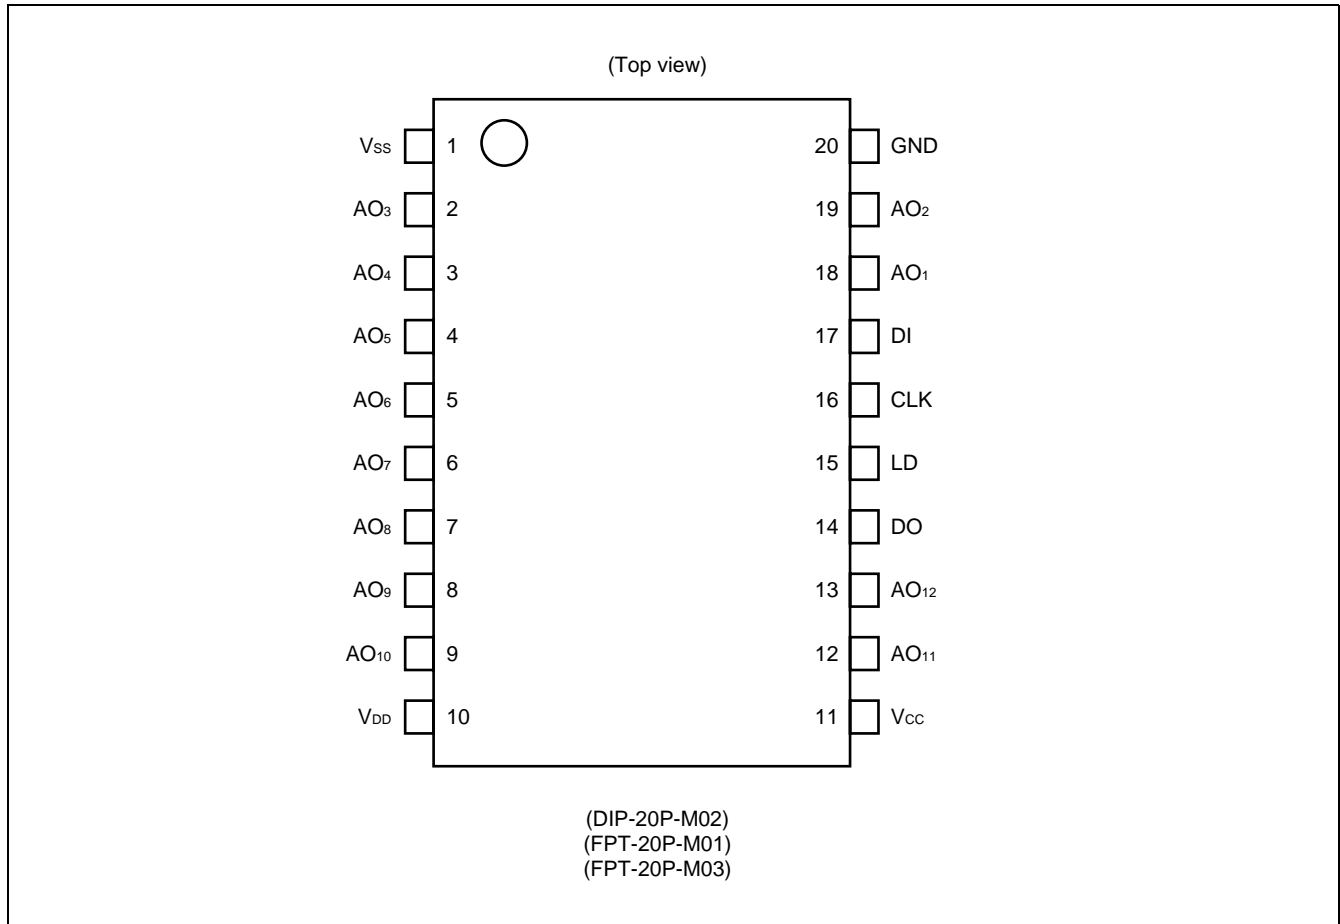 (Top view)
VSS 1 20 GND
AO3 2 19 AO2
AO4 3 18 AO1
AO5 4 17 DI
AO6 5 16 CLK
AO7 6 15 LD
AO8 7 14 DO
AO9 8 13 AO12
AO10 9 12 AO11
VDD 10 11 VCC
(DIP-20P-M02)
(FPT-20P-M01)
(FPT-20P-M03)